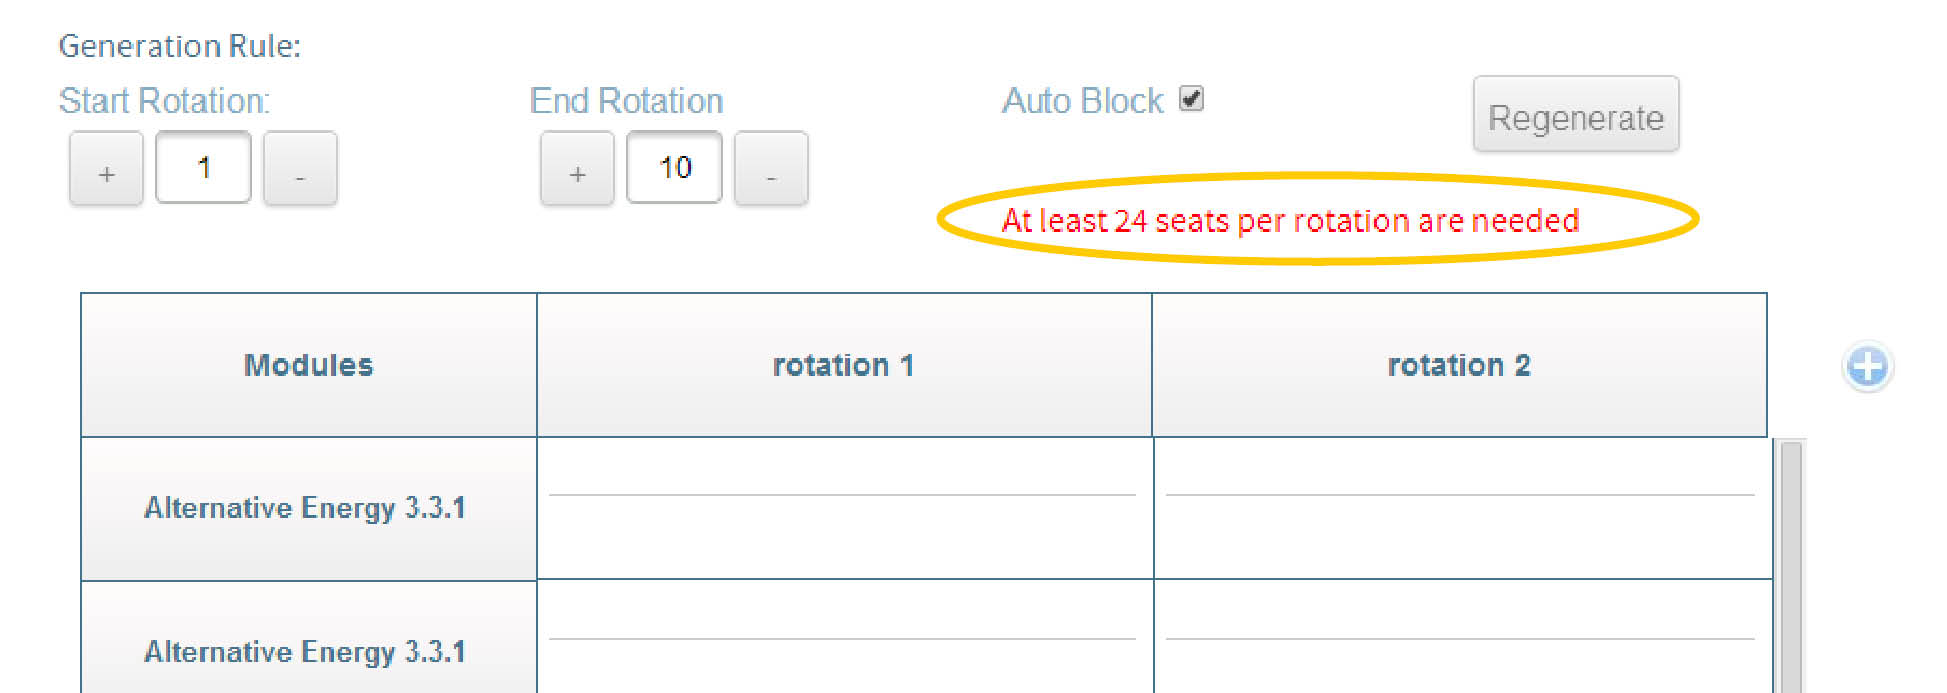 Generation Rule:
Start Rotation: End Rotation Auto Block Regenerate
+ 1 - + 10 -
At least 24 seats per rotation are needed
Modules rotation 1 rotation 2
Alternative Energy 3.3.1
Alternative Energy 3.3.1